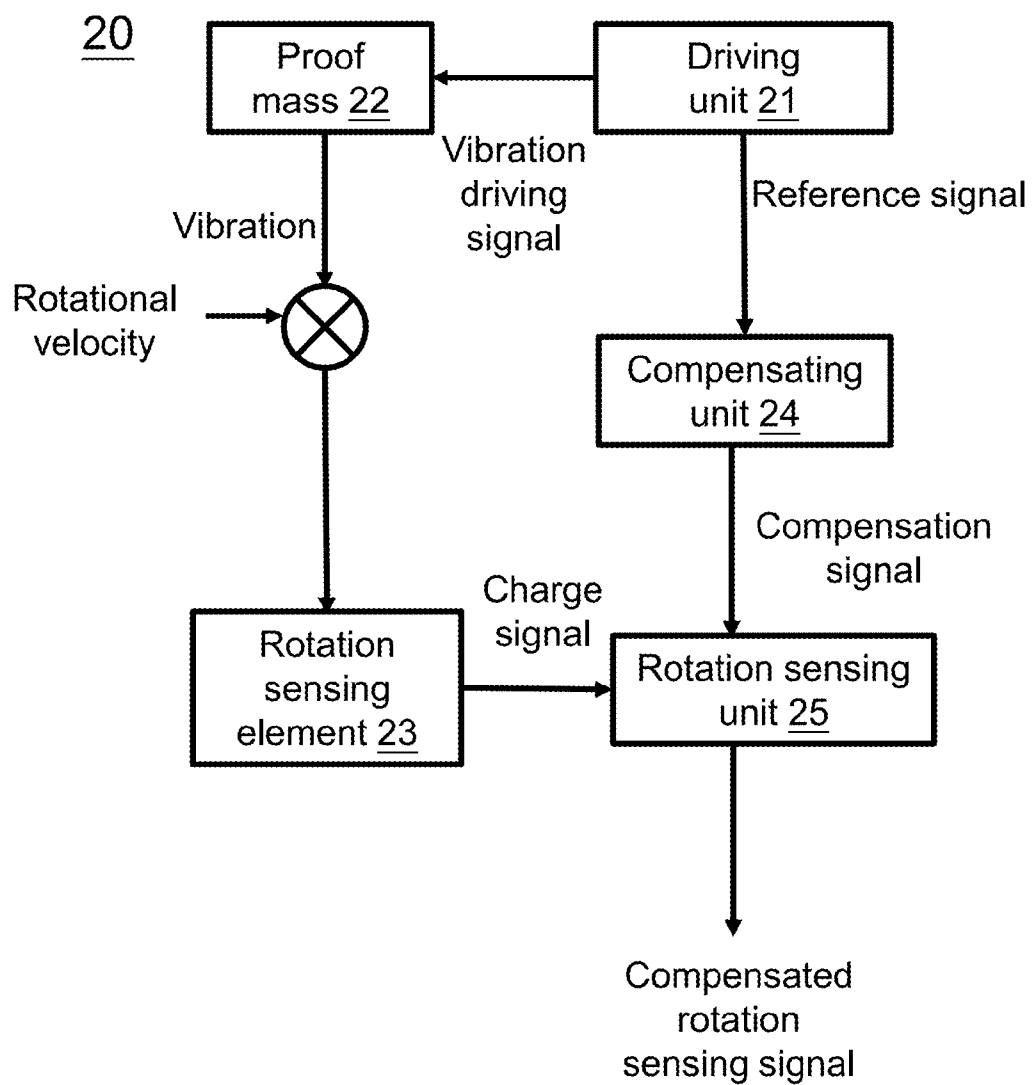 20
Proof
mass 22
Driving
unit 21
Vibration
driving
signal
Reference signal
Vibration
Rotational
velocity
Compensating
unit 24
Compensation
signal
Charge
signal
Rotation
sensing
element 23
Rotation sensing
unit 25
Compensated
rotation
sensing signal